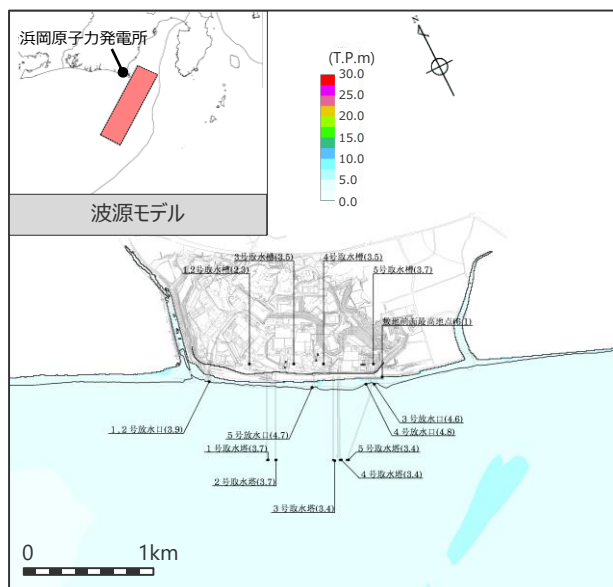 浜岡原子力発電所
波源モデル
N
(T.P.m)
30.0
25.0
20.0
15.0
10.0
5.0
0.0
3号取水槽(3.5)
4号取水槽(3.5)
1,2号取水槽(2.3)
5号取水槽(3.7)
敷地前面最高地点(6.1)
1,2号放水口(3.9)
5号放水口(4.7)
3号放水口(4.6)
4号放水口(4.8)
1号取水塔(3.7)
5号取水塔(3.4)
2号取水塔(3.7)
4号取水塔(3.4)
3号取水塔(3.4)
0 1km